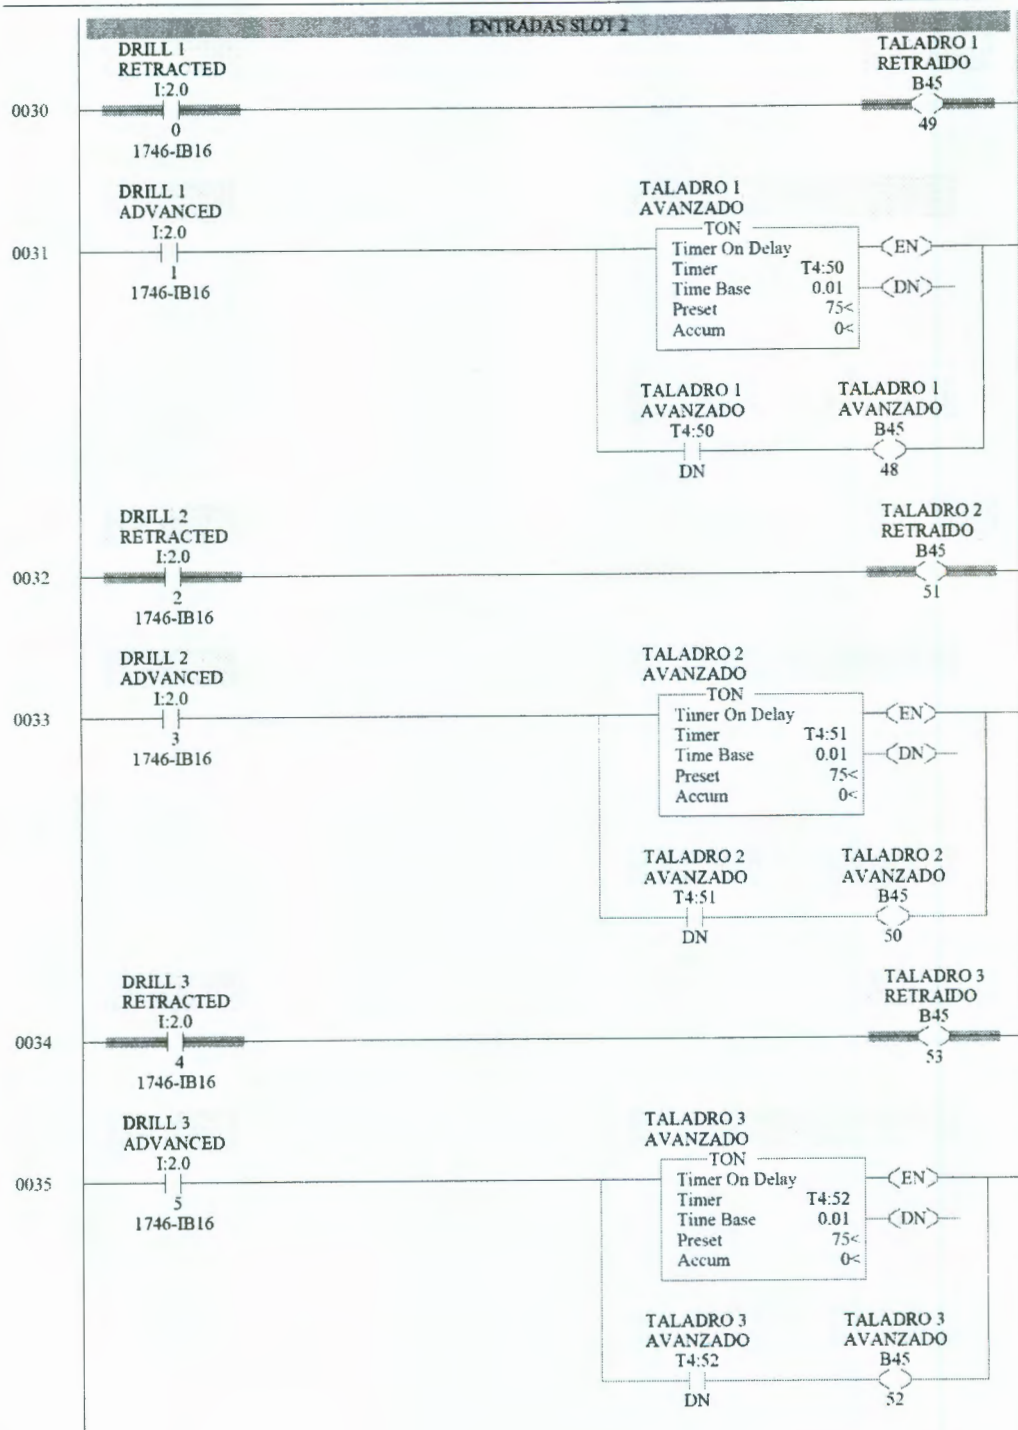 ENTRADAS SLOT 2
DRILL 1
RETRACTED
I:2.0
0
1746-IB16
TALADRO 1
RETRAIDO
B45
49
0030
DRILL 1
ADVANCED
I:2.0
1
1746-IB16
TALADRO 1
AVANZADO
TON
Timer On Delay
Timer T4:50
Time Base 0.01
Preset 75<
Accum 0<
EN
DN
0031
TALADRO 1
AVANZADO
T4:50
DN
TALADRO 1
AVANZADO
B45
48
DRILL 2
RETRACTED
I:2.0
2
1746-IB16
TALADRO 2
RETRAIDO
B45
51
0032
DRILL 2
ADVANCED
I:2.0
3
1746-IB16
TALADRO 2
AVANZADO
TON
Timer On Delay
Timer T4:51
Time Base 0.01
Preset 75<
Accum 0<
EN
DN
0033
TALADRO 2
AVANZADO
T4:51
DN
TALADRO 2
AVANZADO
B45
50
DRILL 3
RETRACTED
I:2.0
4
1746-IB16
TALADRO 3
RETRAIDO
B45
53
0034
DRILL 3
ADVANCED
I:2.0
5
1746-IB16
TALADRO 3
AVANZADO
TON
Timer On Delay
Timer T4:52
Time Base 0.01
Preset 75<
Accum 0<
EN
DN
0035
TALADRO 3
AVANZADO
T4:52
DN
TALADRO 3
AVANZADO
B45
52